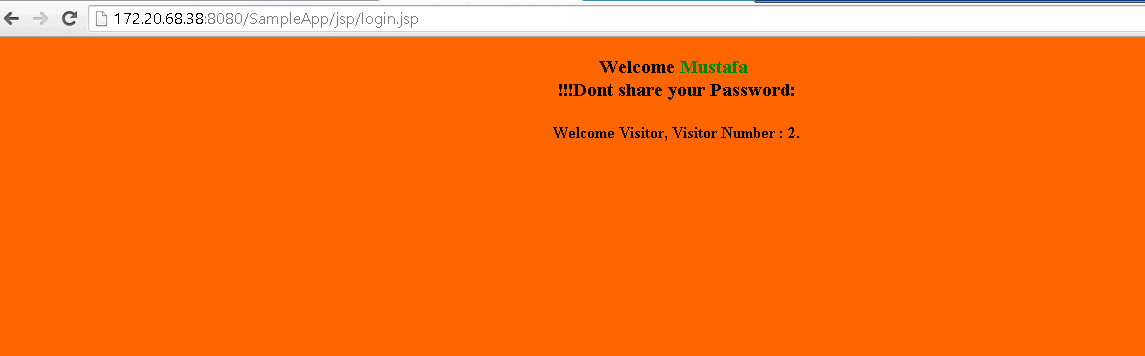 172.20.68.38:8080/SampleApp/jsp/login.jsp
Welcome Mustafa
!!!Dont share your Password:
Welcome Visitor, Visitor Number : 2.